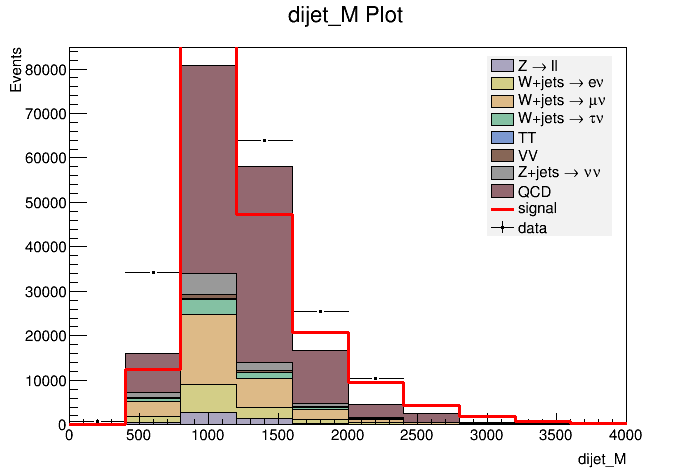 dijet_M Plot
Events
80000
70000
60000
50000
40000
30000
20000
10000
0
0 500 1000 1500 2000 2500 3000 3500 4000
dijet_M
Z → ll
W+jets → eν
W+jets → μν
W+jets → τν
TT
VV
Z+jets → νν
QCD
signal
data